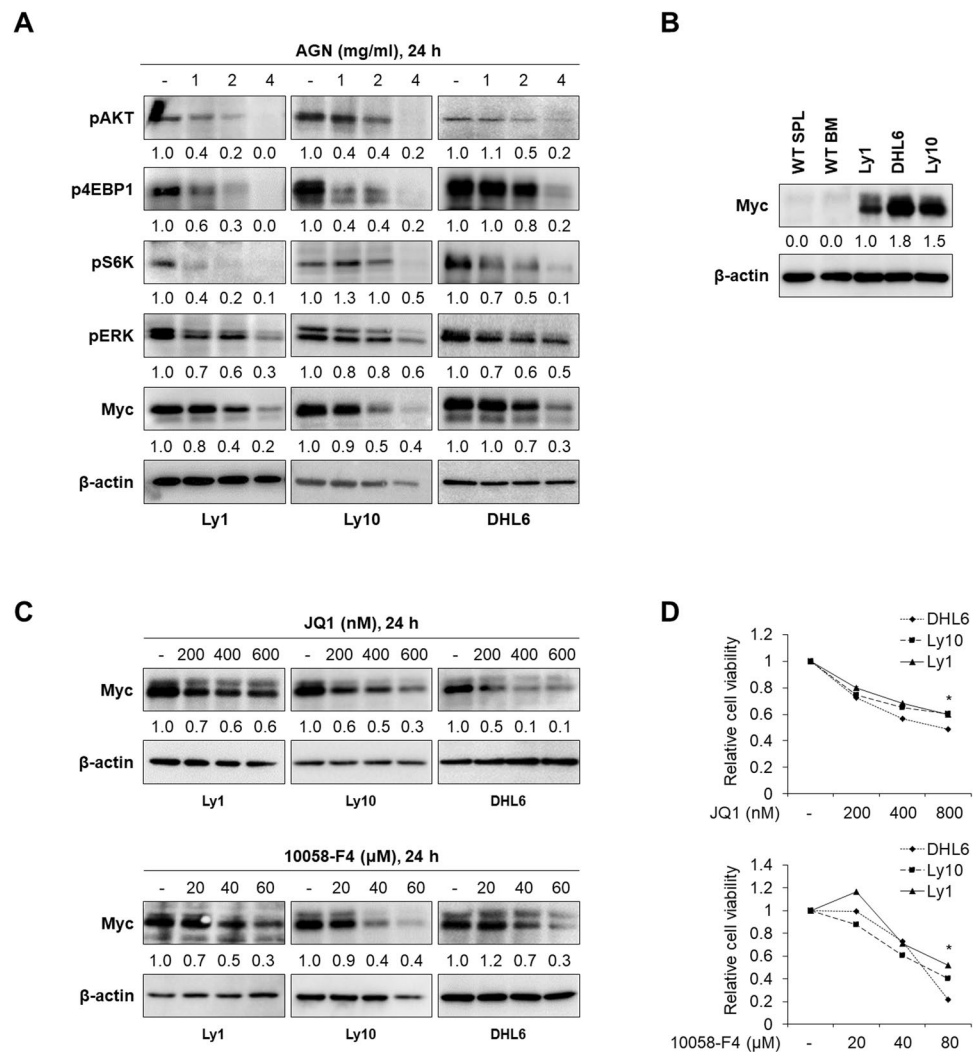 A
AGN (mg/ml), 24 h
- 1 2 4 - 1 2 4 - 1 2 4
pAKT
1.0 0.4 0.2 0.0 1.0 0.4 0.4 0.2 1.0 1.1 0.5 0.2
p4EBP1
1.0 0.6 0.3 0.0 1.0 0.4 0.4 0.2 1.0 1.0 0.8 0.2
pS6K
1.0 0.4 0.2 0.1 1.0 1.3 1.0 0.5 1.0 0.7 0.5 0.1
pERK
1.0 0.7 0.6 0.3 1.0 0.8 0.8 0.6 1.0 0.7 0.6 0.5
Myc
1.0 0.8 0.4 0.2 1.0 0.9 0.5 0.4 1.0 1.0 0.7 0.3
β-actin
Ly1 Ly10 DHL6
B
WT SPL WT BM Ly1 DHL6 Ly10
Myc
0.0 0.0 1.0 1.8 1.5
β-actin
C
JQ1 (nM), 24 h
- 200 400 600 - 200 400 600 - 200 400 600
Myc
1.0 0.7 0.6 0.6 1.0 0.6 0.5 0.3 1.0 0.5 0.1 0.1
β-actin
Ly1 Ly10 DHL6
10058-F4 (µM), 24 h
- 20 40 60 - 20 40 60 - 20 40 60
Myc
1.0 0.7 0.5 0.3 1.0 0.9 0.4 0.4 1.0 1.2 0.7 0.3
β-actin
Ly1 Ly10 DHL6
D
DHL6
Ly10
Ly1
Relative cell viability
1.2
1
0.8
0.6
0.4
0.2
0
*
JQ1 (nM) - 200 400 800
DHL6
Ly10
Ly1
Relative cell viability
1.4
1.2
1
0.8
0.6
0.4
0.2
0
*
10058-F4 (µM) - 20 40 80